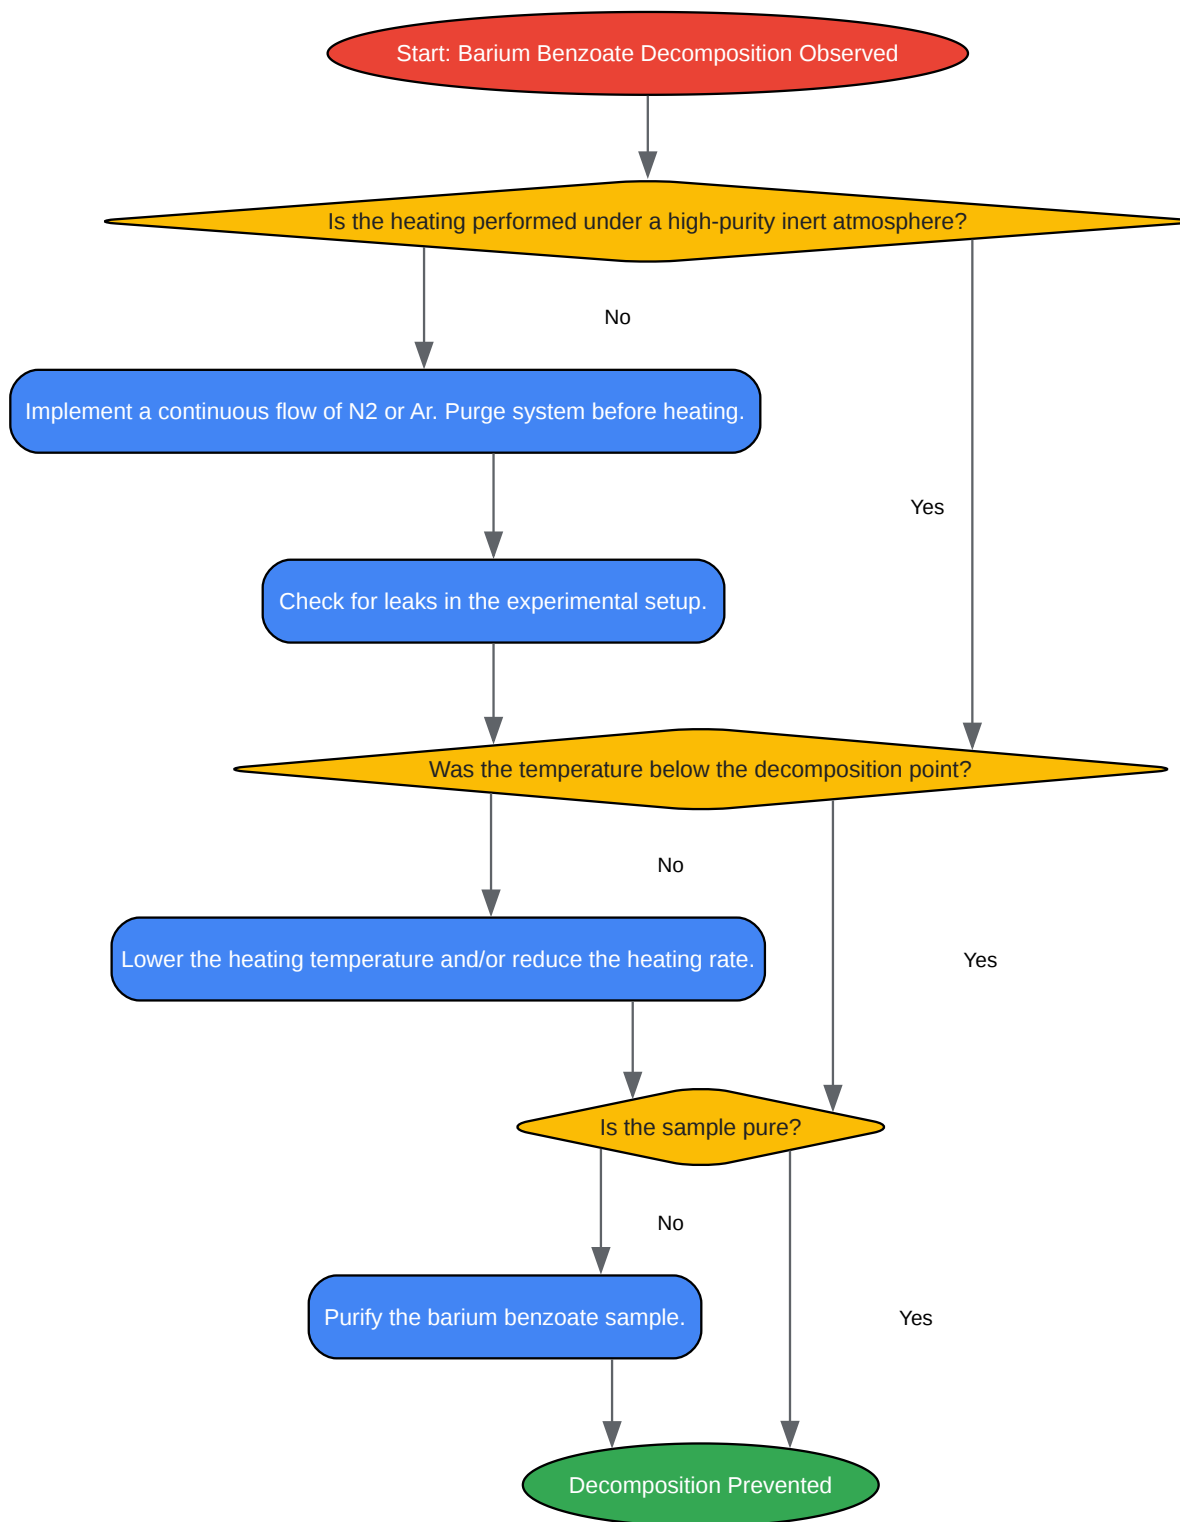 Start: Barium Benzoate Decomposition Observed
Is the heating performed under a high-purity inert atmosphere?
No
Implement a continuous flow of N2 or Ar. Purge system before heating.
Yes
Check for leaks in the experimental setup.
Was the temperature below the decomposition point?
No
Lower the heating temperature and/or reduce the heating rate.
Yes
Is the sample pure?
No
Purify the barium benzoate sample.
Yes
Decomposition Prevented